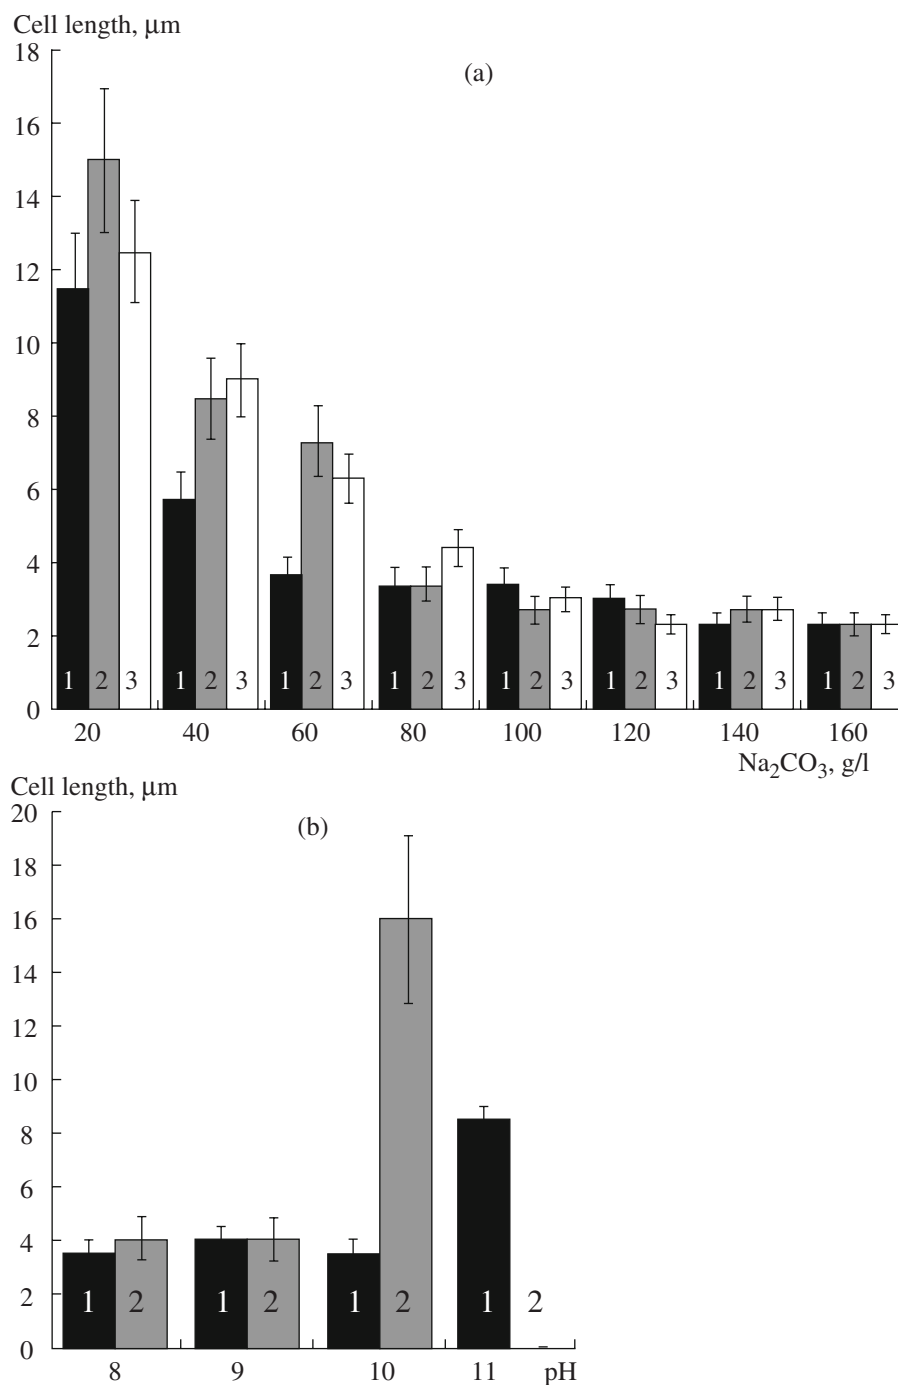 Cell length, μm
18
(a)
16
14
12
10
8
6
4
2
0
1 2 3 1 2 3 1 2 3 1 2 3 1 2 3 1 2 3 1 2 3 1 2 3
20 40 60 80 100 120 140 160
Na₂CO₃, g/l
Cell length, μm
20
(b)
18
16
14
12
10
8
6
4
2
0
1 2 1 2 1 2 1 2
8 9 10 11 pH